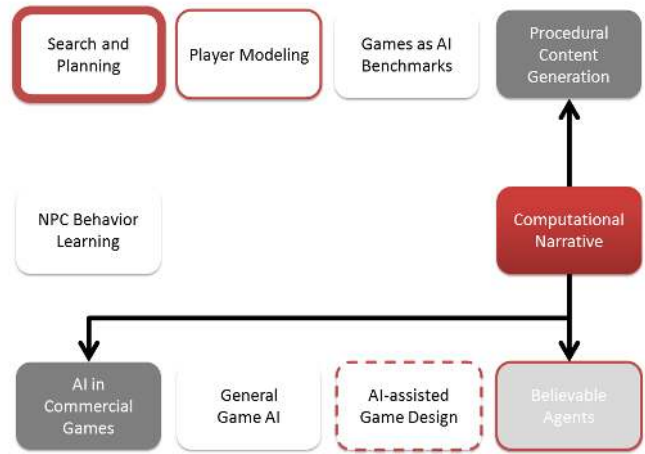 Search and
Planning
Player Modeling
Games as AI
Benchmarks
Procedural
Content
Generation
NPC Behavior
Learning
Computational
Narrative
AI in
Commercial
Games
General
Game AI
AI-assisted
Game Design
Believable
Agents